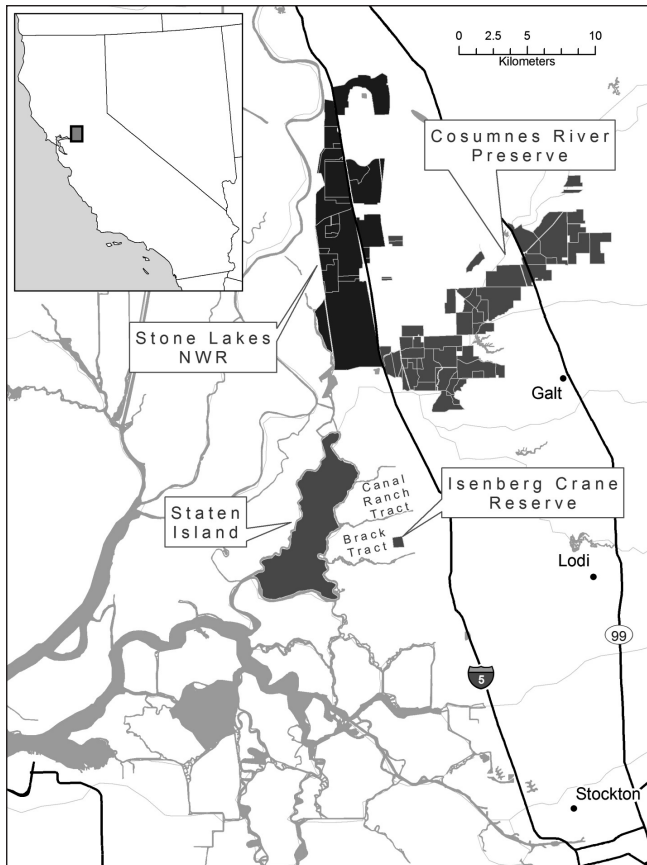 0 2.5 5 10
Kilometers
Cosumnes River
Preserve
Stone Lakes
NWR
Galt
Canal
Ranch
Tract
Isenberg Crane
Reserve
Staten
Island
Brack
Tract
Lodi
99
5
Stockton